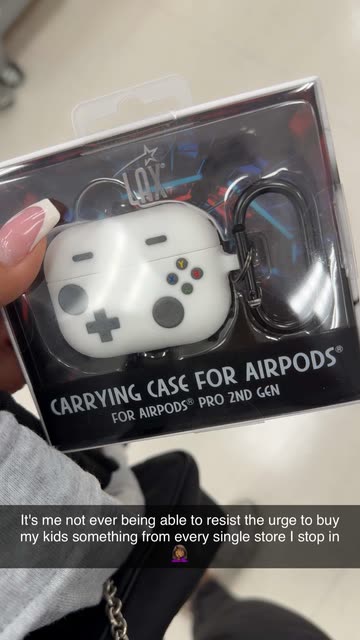 LAX
Y
CARRYING CASE FOR AIRPODS®
FOR AIRPODS® PRO 2ND GEN
It's me not ever being able to resist the urge to buy
my kids something from every single store I stop in
🤦🏽‍♀️